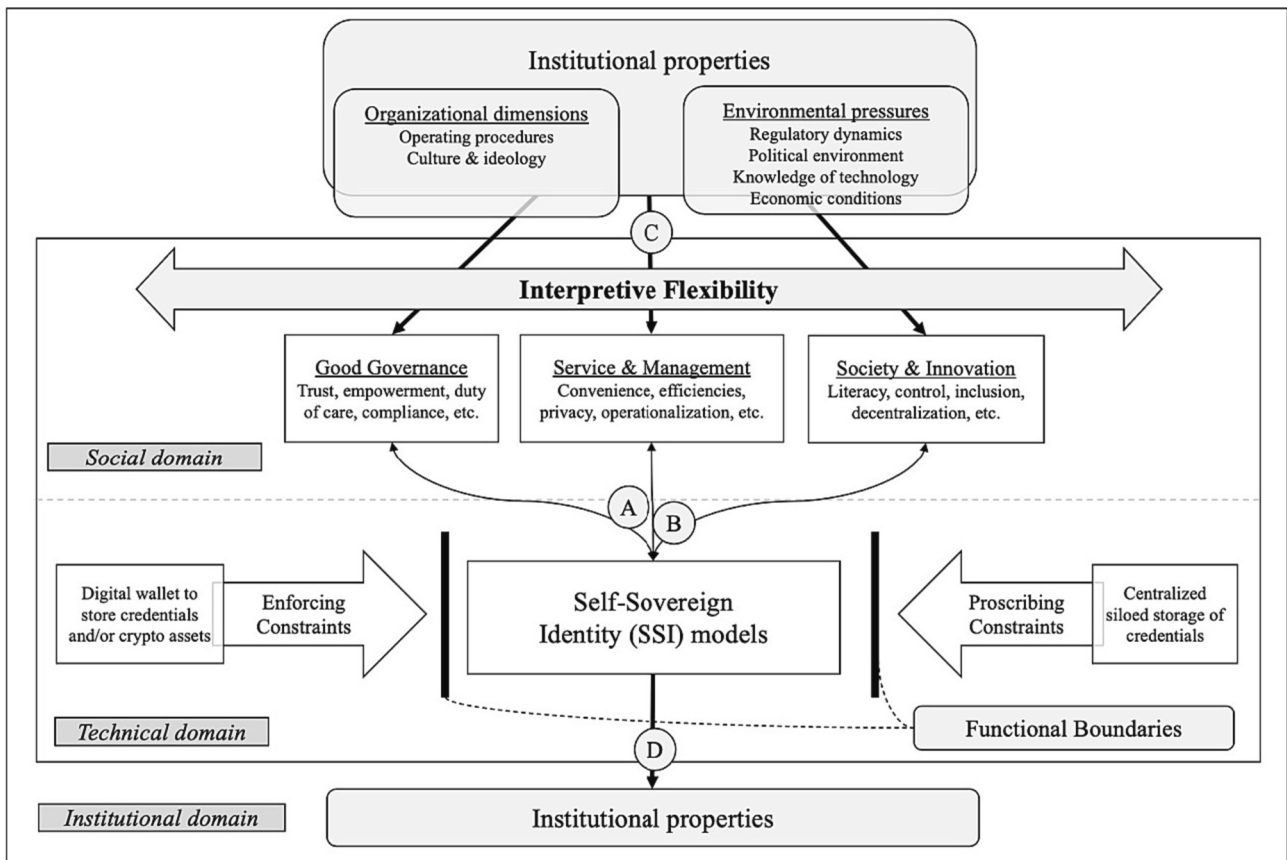 Institutional properties
Organizational dimensions
Operating procedures
Culture & ideology
Environmental pressures
Regulatory dynamics
Political environment
Knowledge of technology
Economic conditions
C
Interpretive Flexibility
Good Governance
Trust, empowerment, duty
of care, compliance, etc.
Service & Management
Convenience, efficiencies,
privacy, operationalization, etc.
Society & Innovation
Literacy, control, inclusion,
decentralization, etc.
Social domain
A
B
Digital wallet to
store credentials
and/or crypto assets
Enforcing
Constraints
Self-Sovereign
Identity (SSI) models
Proscribing
Constraints
Centralized
siloed storage of
credentials
Technical domain
Functional Boundaries
D
Institutional domain
Institutional properties